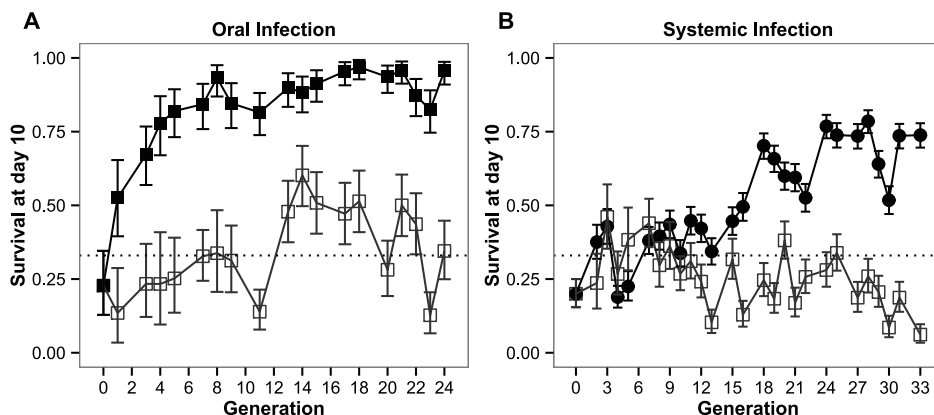 A
Oral Infection
Survival at day 10
1.00
0.75
0.50
0.25
0.00
0 2 4 6 8 10 12 14 16 18 20 22 24
Generation
B
Systemic Infection
Survival at day 10
1.00
0.75
0.50
0.25
0.00
0 3 6 9 12 15 18 21 24 27 30 33
Generation